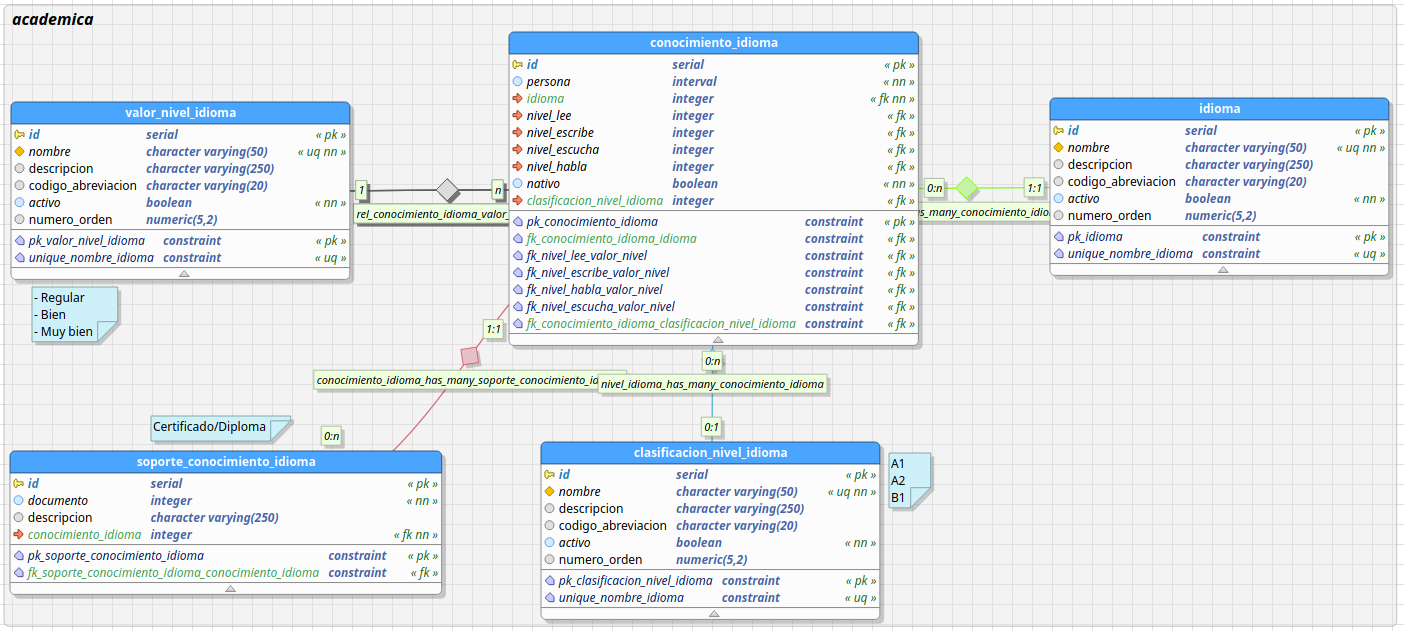 academica
valor_nivel_idioma
id serial « pk »
nombre character varying(50) « uq nn »
descripcion character varying(250)
codigo_abreviacion character varying(20)
activo boolean « nn »
numero_orden numeric(5,2)
pk_valor_nivel_idioma constraint « pk »
unique_nombre_idioma constraint « uq »
- Regular
- Bien
- Muy bien
1
n
rel_conocimiento_idioma_valor_
conocimiento_idioma
id serial « pk »
persona interval « nn »
idioma integer « fk nn »
nivel_lee integer « fk »
nivel_escribe integer « fk »
nivel_escucha integer « fk »
nivel_habla integer « fk »
nativo boolean « nn »
clasificacion_nivel_idioma integer « fk »
pk_conocimiento_idioma constraint « pk »
fk_conocimiento_idioma_idioma constraint « fk »
fk_nivel_lee_valor_nivel constraint « fk »
fk_nivel_escribe_valor_nivel constraint « fk »
fk_nivel_habla_valor_nivel constraint « fk »
fk_nivel_escucha_valor_nivel constraint « fk »
fk_conocimiento_idioma_clasificacion_nivel_idioma constraint « fk »
0:n
1:1
s_many_conocimiento_idio
idioma
id serial « pk »
nombre character varying(50) « uq nn »
descripcion character varying(250)
codigo_abreviacion character varying(20)
activo boolean « nn »
numero_orden numeric(5,2)
pk_idioma constraint « pk »
unique_nombre_idioma constraint « uq »
1:1
conocimiento_idioma_has_many_soporte_conocimiento_id
0:n
0:n
nivel_idioma_has_many_conocimiento_idioma
0:1
Certificado/Diploma
soporte_conocimiento_idioma
id serial « pk »
documento integer « nn »
descripcion character varying(250)
conocimiento_idioma integer « fk nn »
pk_soporte_conocimiento_idioma constraint « pk »
fk_soporte_conocimiento_idioma_conocimiento_idioma constraint « fk »
clasificacion_nivel_idioma
id serial « pk »
nombre character varying(50) « uq nn »
descripcion character varying(250)
codigo_abreviacion character varying(20)
activo boolean « nn »
numero_orden numeric(5,2)
pk_clasificacion_nivel_idioma constraint « pk »
unique_nombre_idioma constraint « uq »
A1
A2
B1